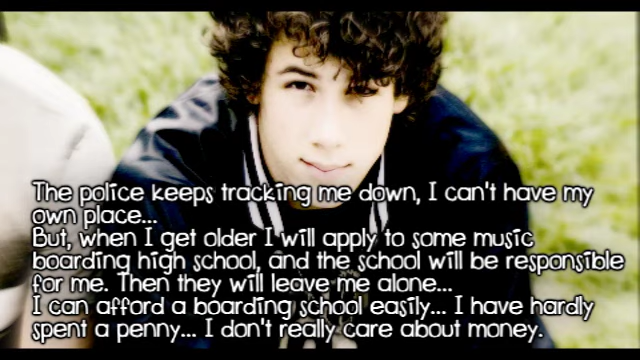 The police keeps tracking me down, I can't have my
own place...
But, when I get older I will apply to some music
boarding high school, and the school will be responsible
for me. Then they will leave me alone...
I can afford a boarding school easily... I have hardly
spent a penny... I don't really care about money.